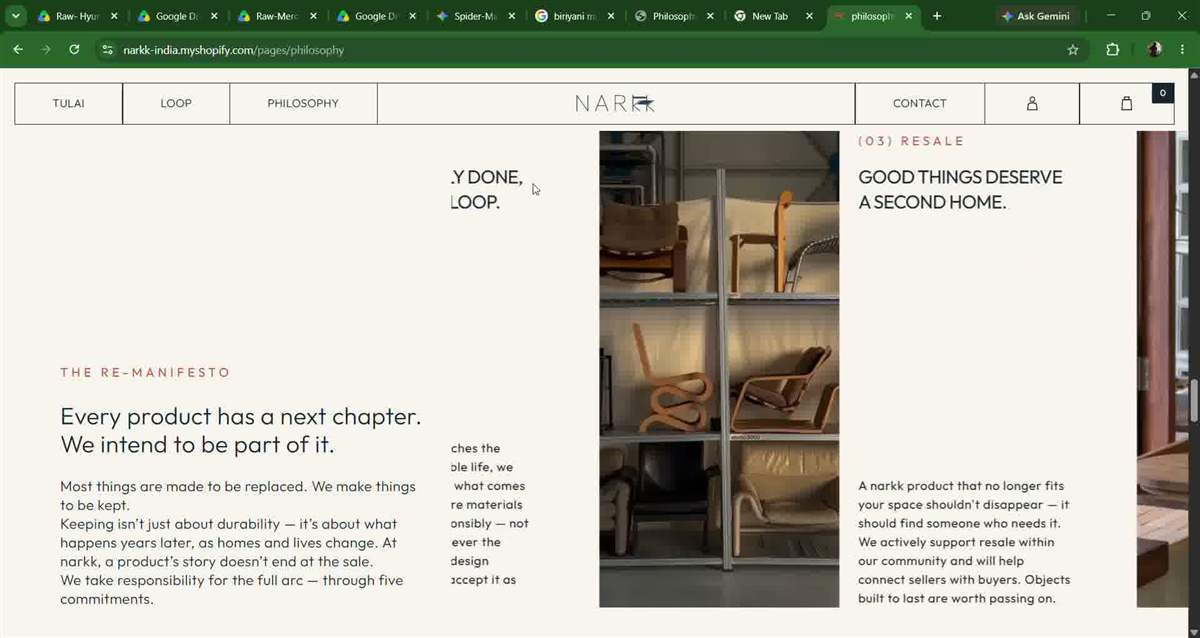 Raw- Hyun
Google Dr
Raw-Merc
Google Dri
Spider-Ma
biriyani m
Philosoph
New Tab
philosoph
Ask Gemini
narkk-india.myshopify.com/pages/philosophy
TULAI
LOOP
PHILOSOPHY
NARKK
CONTACT
0
LY DONE,
LOOP.
(03) RESALE
GOOD THINGS DESERVE
A SECOND HOME.
THE RE-MANIFESTO
Every product has a next chapter.
We intend to be part of it.
Most things are made to be replaced. We make things
to be kept.
Keeping isn't just about durability — it's about what
happens years later, as homes and lives change. At
narkk, a product's story doesn't end at the sale.
We take responsibility for the full arc — through five
commitments.
ches the
ble life, we
what comes
re materials
onsibly — not
ever the
design
accept it as
A narkk product that no longer fits
your space shouldn't disappear — it
should find someone who needs it.
We actively support resale within
our community and will help
connect sellers with buyers. Objects
built to last are worth passing on.